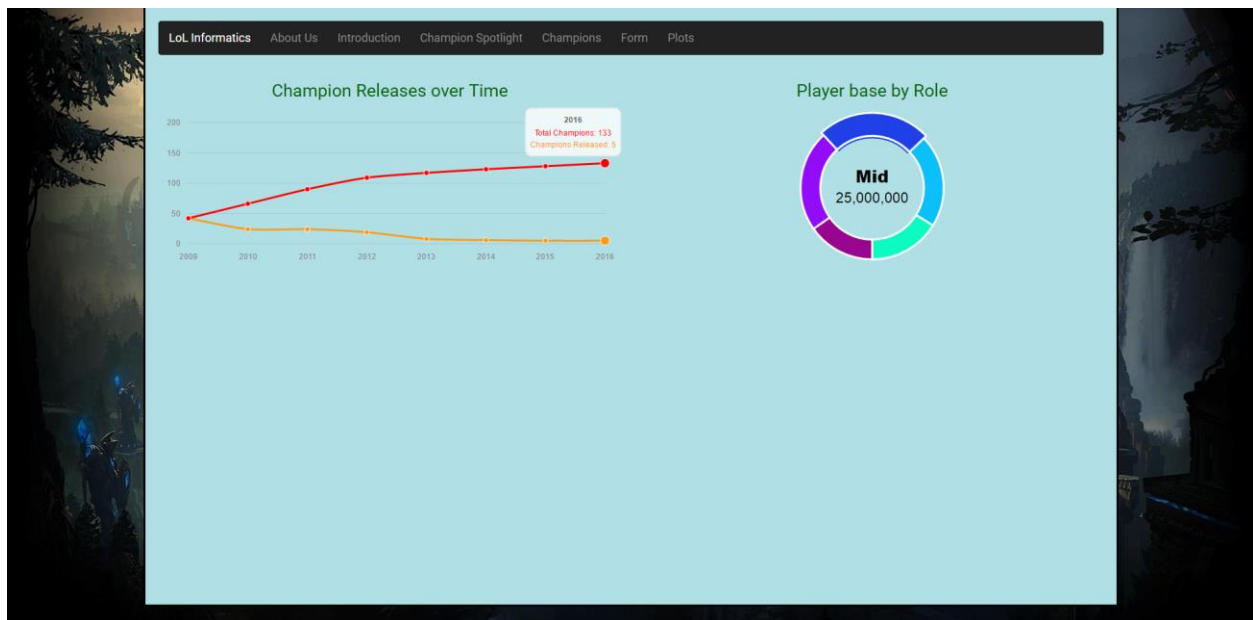 LoL Informatics About Us Introduction Champion Spotlight Champions Form Plots
Champion Releases over Time
200
150
100
50
0
2009 2010 2011 2012 2013 2014 2015 2016
2016
Total Champions: 133
Champions Released: 5
Player base by Role
Mid
25,000,000